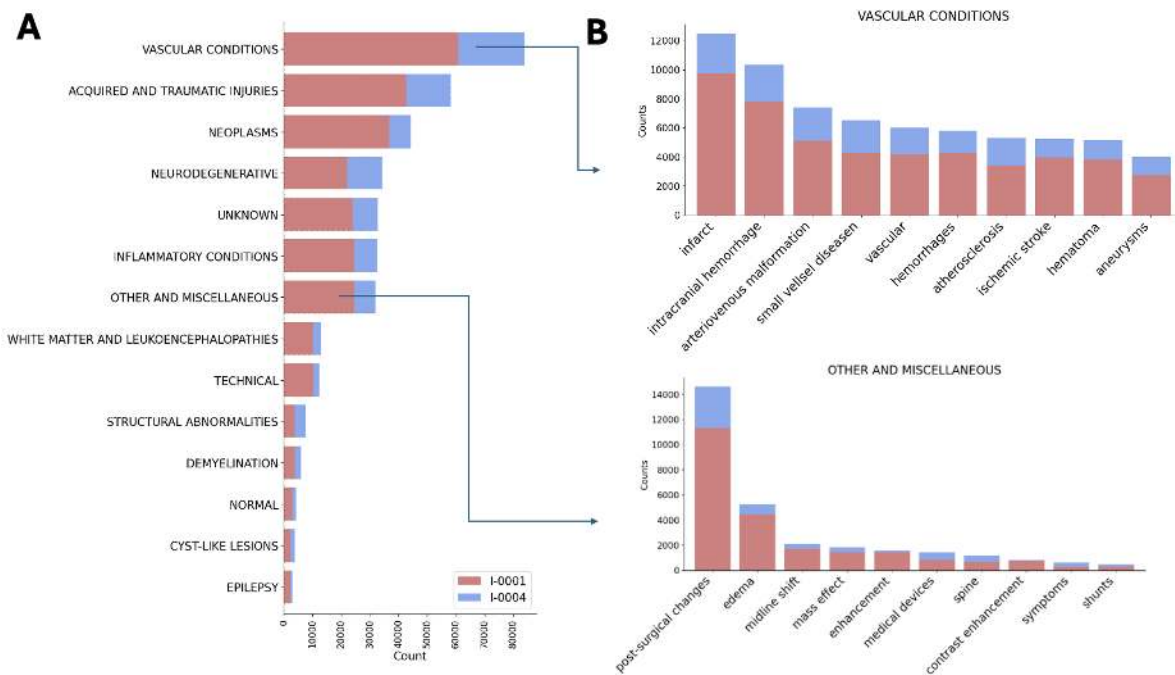 A
VASCULAR CONDITIONS
ACQUIRED AND TRAUMATIC INJURIES
NEOPLASMS
NEURODEGENERATIVE
UNKNOWN
INFLAMMATORY CONDITIONS
OTHER AND MISCELLANEOUS
WHITE MATTER AND LEUKOENCEPHALOPATHIES
TECHNICAL
STRUCTURAL ABNORMALITIES
DEMYELINATION
NORMAL
CYST-LIKE LESIONS
EPILEPSY
I-0001
I-0004
0
10000
20000
30000
40000
50000
60000
70000
80000
Count
B
VASCULAR CONDITIONS
12000
10000
8000
6000
4000
2000
0
Counts
infarct
intracranial hemorrhage
arteriovenous malformation
small vellsel diseasen
vascular
hemorrhages
atherosclerosis
ischemic stroke
hematoma
aneurysms
OTHER AND MISCELLANEOUS
14000
12000
10000
8000
6000
4000
2000
0
Counts
post-surgical changes
edema
midline shift
mass effect
enhancement
medical devices
spine
contrast enhancement
symptoms
shunts